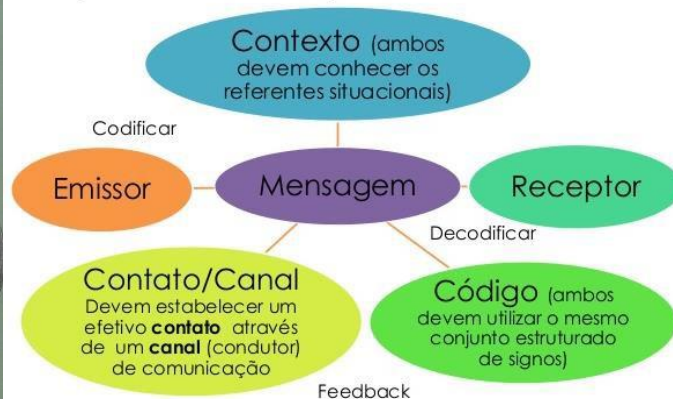 Contexto (ambos
devem conhecer os
referentes situacionais)
Codificar
Emissor
Mensagem
Receptor
Decodificar
Contato/Canal
Devem estabelecer um
efetivo contato através
de um canal (condutor)
de comunicação
Código (ambos
devem utilizar o mesmo
conjunto estruturado
de signos)
Feedback